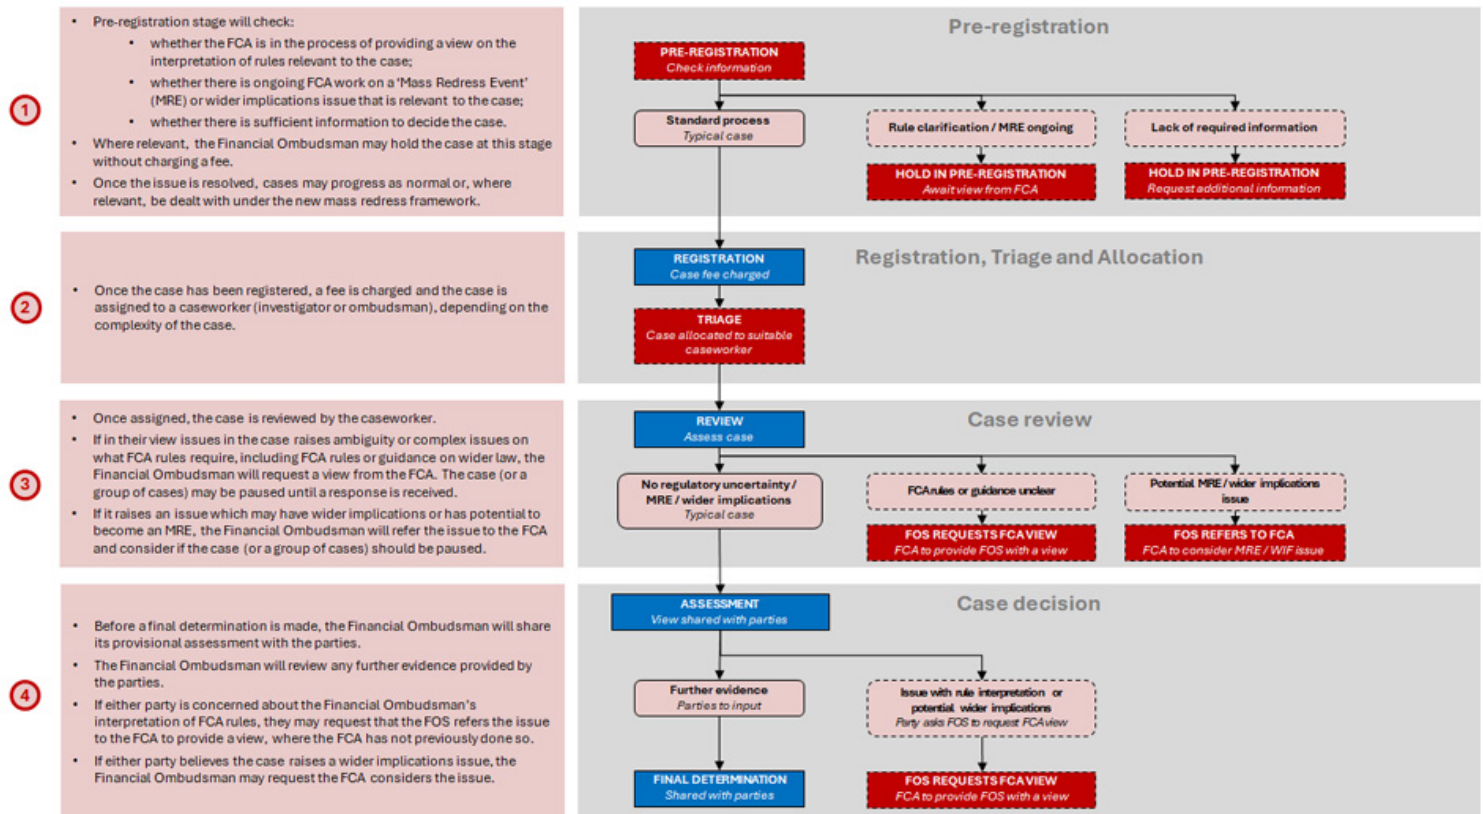 Pre-registration
1
• Pre-registration stage will check:
• whether the FCA is in the process of providing a view on the
interpretation of rules relevant to the case;
• whether there is ongoing FCA work on a ‘Mass Redress Event’
(MRE) or wider implications issue that is relevant to the case;
• whether there is sufficient information to decide the case.
• Where relevant, the Financial Ombudsman may hold the case at this stage
without charging a fee.
• Once the issue is resolved, cases may progress as normal or, where
relevant, be dealt with under the new mass redress framework.
PRE-REGISTRATION
Check information
Standard process
Typical case
Rule clarification / MRE ongoing
Lack of required information
HOLD IN PRE-REGISTRATION
Await view from FCA
HOLD IN PRE-REGISTRATION
Request additional information
Registration, Triage and Allocation
2
• Once the case has been registered, a fee is charged and the case is
assigned to a caseworker (investigator or ombudsman), depending on the
complexity of the case.
REGISTRATION
Case fee charged
TRIAGE
Case allocated to suitable
caseworker
Case review
3
• Once assigned, the case is reviewed by the caseworker.
• If in their view issues in the case raises ambiguity or complex issues on
what FCA rules require, including FCA rules or guidance on wider law, the
Financial Ombudsman will request a view from the FCA. The case (or a
group of cases) may be paused until a response is received.
• If it raises an issue which may have wider implications or has potential to
become an MRE, the Financial Ombudsman will refer the issue to the FCA
and consider if the case (or a group of cases) should be paused.
REVIEW
Assess case
No regulatory uncertainty /
MRE / wider implications
Typical case
FCA rules or guidance unclear
Potential MRE / wider implications
issue
FOS REQUESTS FCA VIEW
FCA to provide FOS with a view
FOS REFERS TO FCA
FCA to consider MRE / WIF issue
Case decision
4
• Before a final determination is made, the Financial Ombudsman will share
its provisional assessment with the parties.
• The Financial Ombudsman will review any further evidence provided by
the parties.
• If either party is concerned about the Financial Ombudsman’s
interpretation of FCA rules, they may request that the FOS refers the issue
to the FCA to provide a view, where the FCA has not previously done so.
• If either party believes the case raises a wider implications issue, the
Financial Ombudsman may request the FCA considers the issue.
ASSESSMENT
View shared with parties
Further evidence
Parties to input
Issue with rule interpretation or
potential wider implications
Party asks FOS to request FCA view
FINAL DETERMINATION
Shared with parties
FOS REQUESTS FCA VIEW
FCA to provide FOS with a view